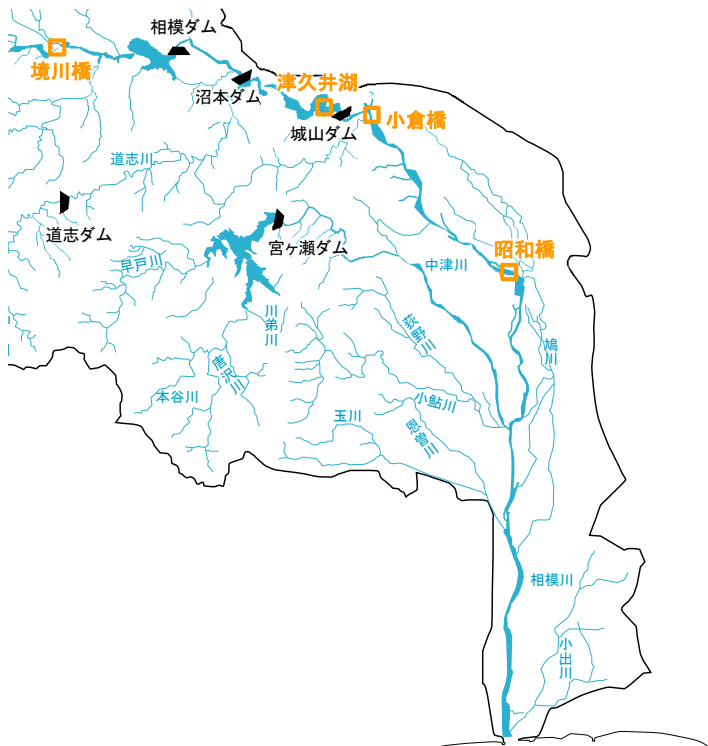 相模ダム
境川橋
沼本ダム
津久井湖
小倉橋
城山ダム
道志川
道志ダム
宮ヶ瀬ダム
早戸川
中津川
昭和橋
川弟川
荻野川
鳩川
唐沢川
本谷川
小鮎川
玉川
恩曽川
相模川
小出川